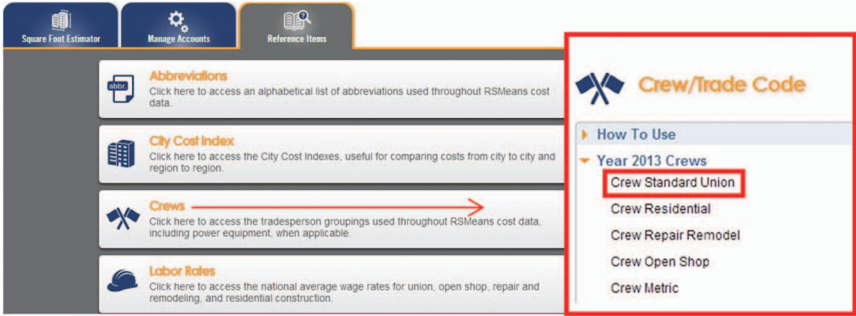 Square Foot Estimator
Manage Accounts
Reference Items
abbr.
Abbreviations
Click here to access an alphabetical list of abbreviations used throughout RSMeans cost
data.
City Cost Index
Click here to access the City Cost Indexes, useful for comparing costs from city to city and
region to region.
Crews
Click here to access the tradesperson groupings used throughout RSMeans cost data,
including power equipment, when applicable.
Labor Rates
Click here to access the national average wage rates for union, open shop, repair and
remodeling, and residential construction.
Crew/Trade Code
How To Use
Year 2013 Crews
Crew Standard Union
Crew Residential
Crew Repair Remodel
Crew Open Shop
Crew Metric